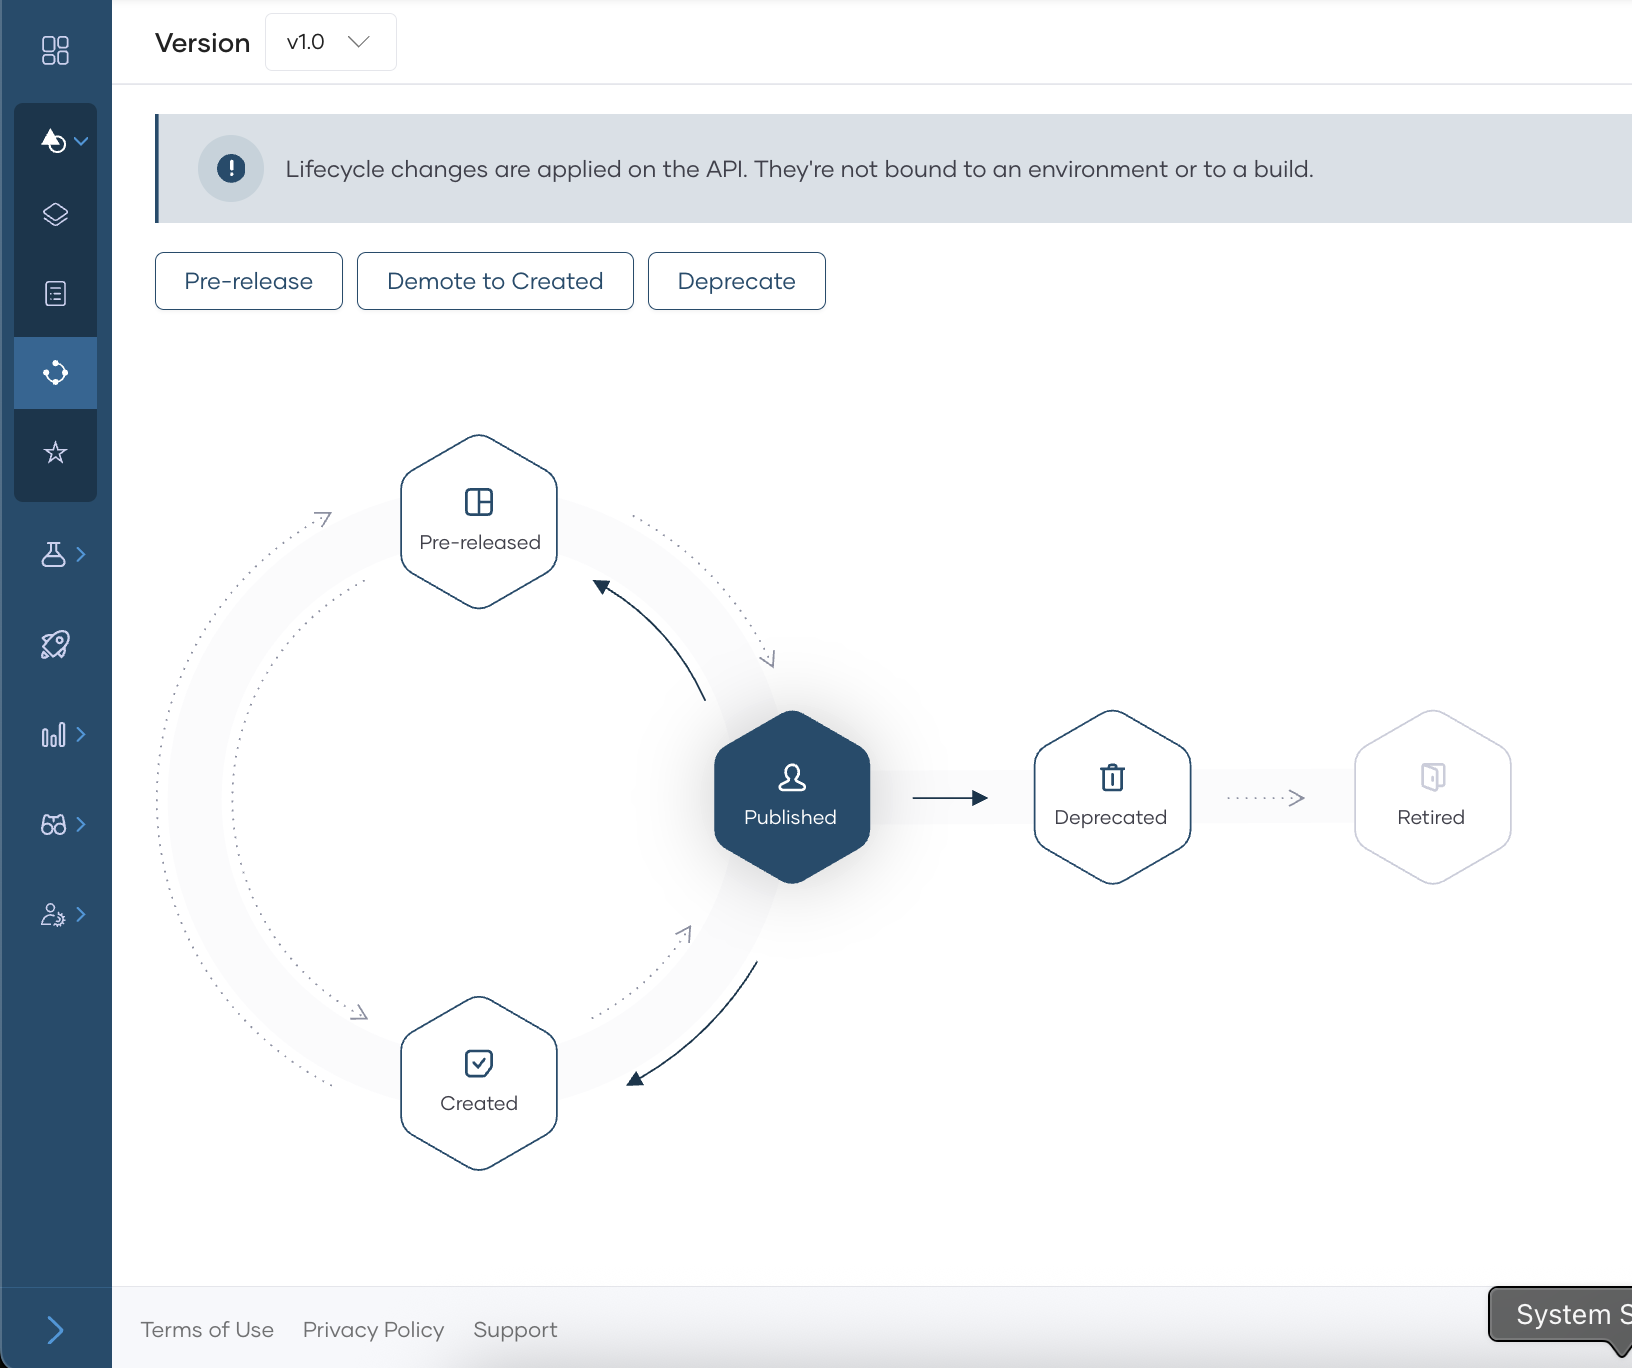 Version
v1.0
Lifecycle changes are applied on the API. They're not bound to an environment or to a build.
Pre-release
Demote to Created
Deprecate
Pre-released
Published
Deprecated
Retired
Created
Terms of Use
Privacy Policy
Support
System